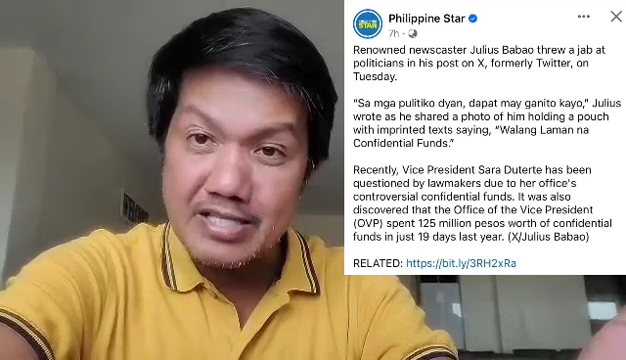 Philippine Star
7h
Renowned newscaster Julius Babao threw a jab at
politicians in his post on X, formerly Twitter, on
Tuesday.
“Sa mga pulitiko dyan, dapat may ganito kayo,” Julius
wrote as he shared a photo of him holding a pouch
with imprinted texts saying, “Walang Laman na
Confidential Funds.”
Recently, Vice President Sara Duterte has been
questioned by lawmakers due to her office's
controversial confidential funds. It was also
discovered that the Office of the Vice President
(OVP) spent 125 million pesos worth of confidential
funds in just 19 days last year. (X/Julius Babao)
RELATED: https://bit.ly/3RH2xRa